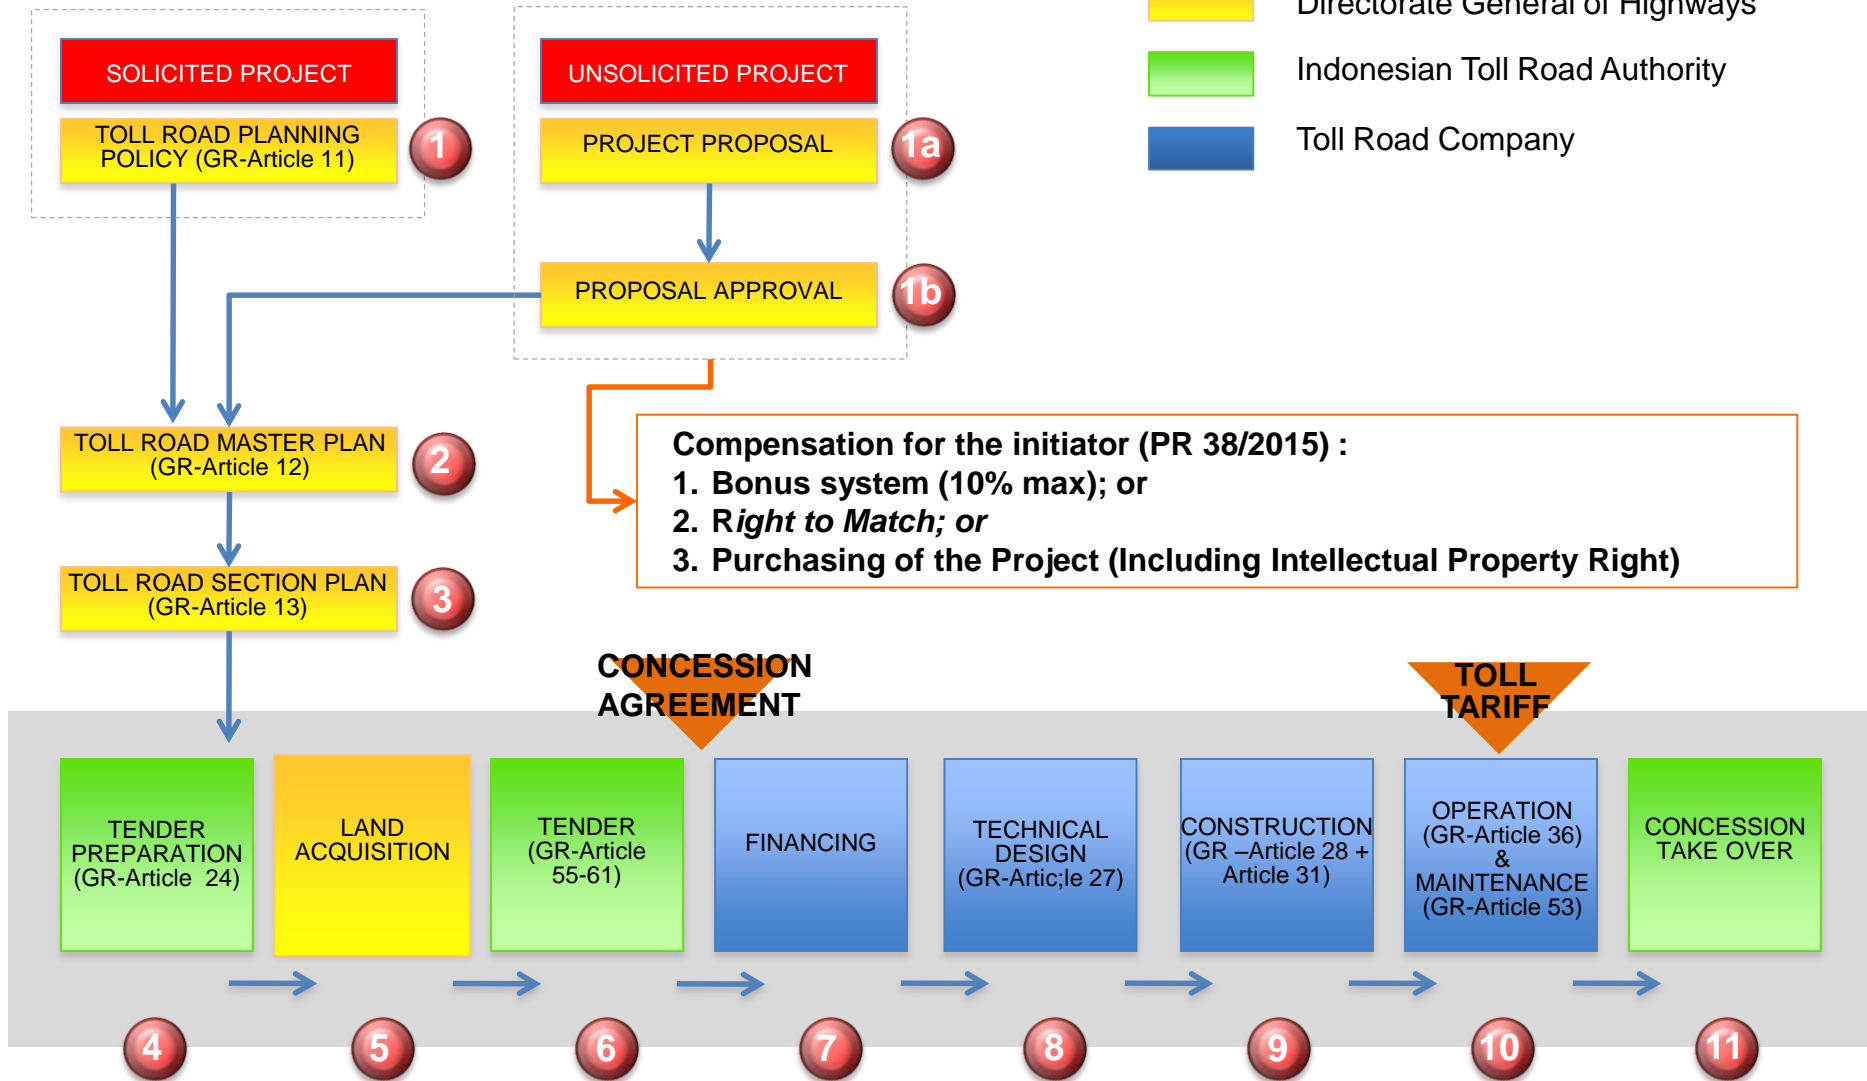 Directorate General of Highways
Indonesian Toll Road Authority
Toll Road Company
SOLICITED PROJECT
TOLL ROAD PLANNING
POLICY (GR-Article 11)
1
UNSOLICITED PROJECT
PROJECT PROPOSAL
1a
PROPOSAL APPROVAL
1b
TOLL ROAD MASTER PLAN
(GR-Article 12)
2
Compensation for the initiator (PR 38/2015) :
1. Bonus system (10% max); or
2. Right to Match; or
3. Purchasing of the Project (Including Intellectual Property Right)
TOLL ROAD SECTION PLAN
(GR-Article 13)
3
CONCESSION
AGREEMENT
TOLL
TARIFF
TENDER
PREPARATION
(GR-Article 24)
LAND
ACQUISITION
TENDER
(GR-Article
55-61)
FINANCING
TECHNICAL
DESIGN
(GR-Artic;le 27)
CONSTRUCTION
(GR –Article 28 +
Article 31)
OPERATION
(GR-Article 36)
&
MAINTENANCE
(GR-Article 53)
CONCESSION
TAKE OVER
4
5
6
7
8
9
10
11